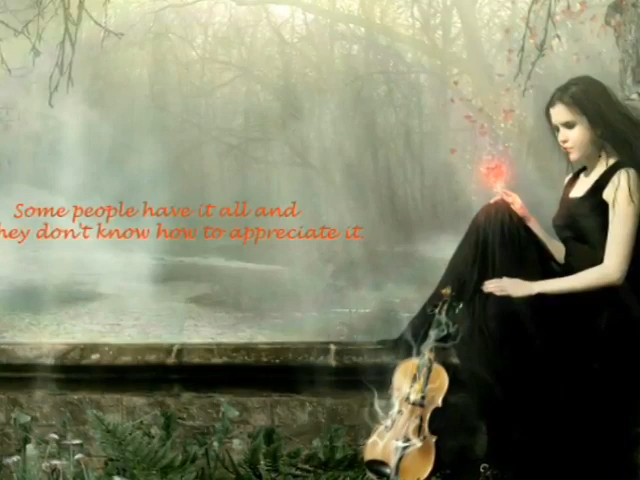 Some people have it all and
hey don't know how to appreciate it.